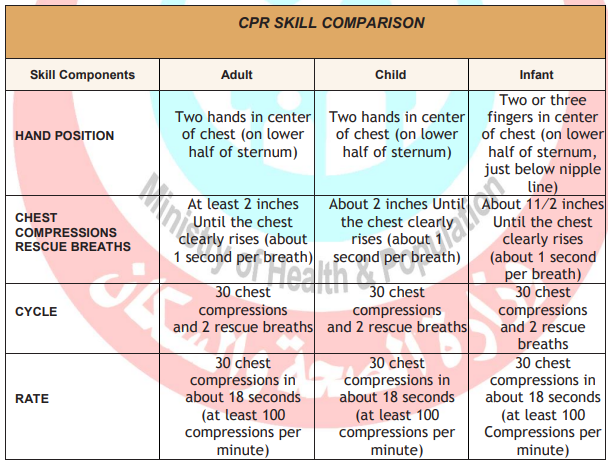 CPR SKILL COMPARISON
Skill Components
Adult
Child
Infant
HAND POSITION
Two hands in center
of chest (on lower
half of sternum)
Two hands in center
of chest (on lower
half of sternum)
Two or three
fingers in center
of chest (on lower
half of sternum,
just below nipple
line)
CHEST
COMPRESSIONS
RESCUE BREATHS
At least 2 inches
Until the chest
clearly rises (about
1 second per breath)
About 2 inches Until
the chest clearly
rises (about 1
second per breath)
About 11/2 inches
Until the chest
clearly rises
(about 1 second
per breath)
CYCLE
30 chest
compressions
and 2 rescue breaths
30 chest
compressions
and 2 rescue breaths
30 chest
compressions
and 2 rescue
breaths
RATE
30 chest
compressions in
about 18 seconds
(at least 100
compressions per
minute)
30 chest
compressions in
about 18 seconds
(at least 100
compressions per
minute)
30 chest
compressions in
about 18 seconds
(at least 100
Compressions per
minute)
Ministry of Health & Population
وزارة الصحة والسكان